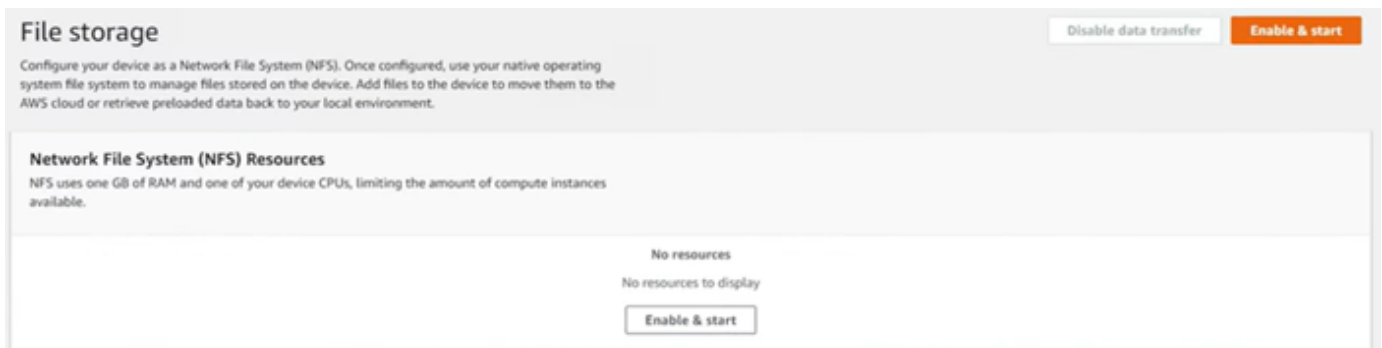 File storage
Disable data transfer
Enable & start
Configure your device as a Network File System (NFS). Once configured, use your native operating
system file system to manage files stored on the device. Add files to the device to move them to the
AWS cloud or retrieve preloaded data back to your local environment.
Network File System (NFS) Resources
NFS uses one GB of RAM and one of your device CPUs, limiting the amount of compute instances
available.
No resources
No resources to display
Enable & start